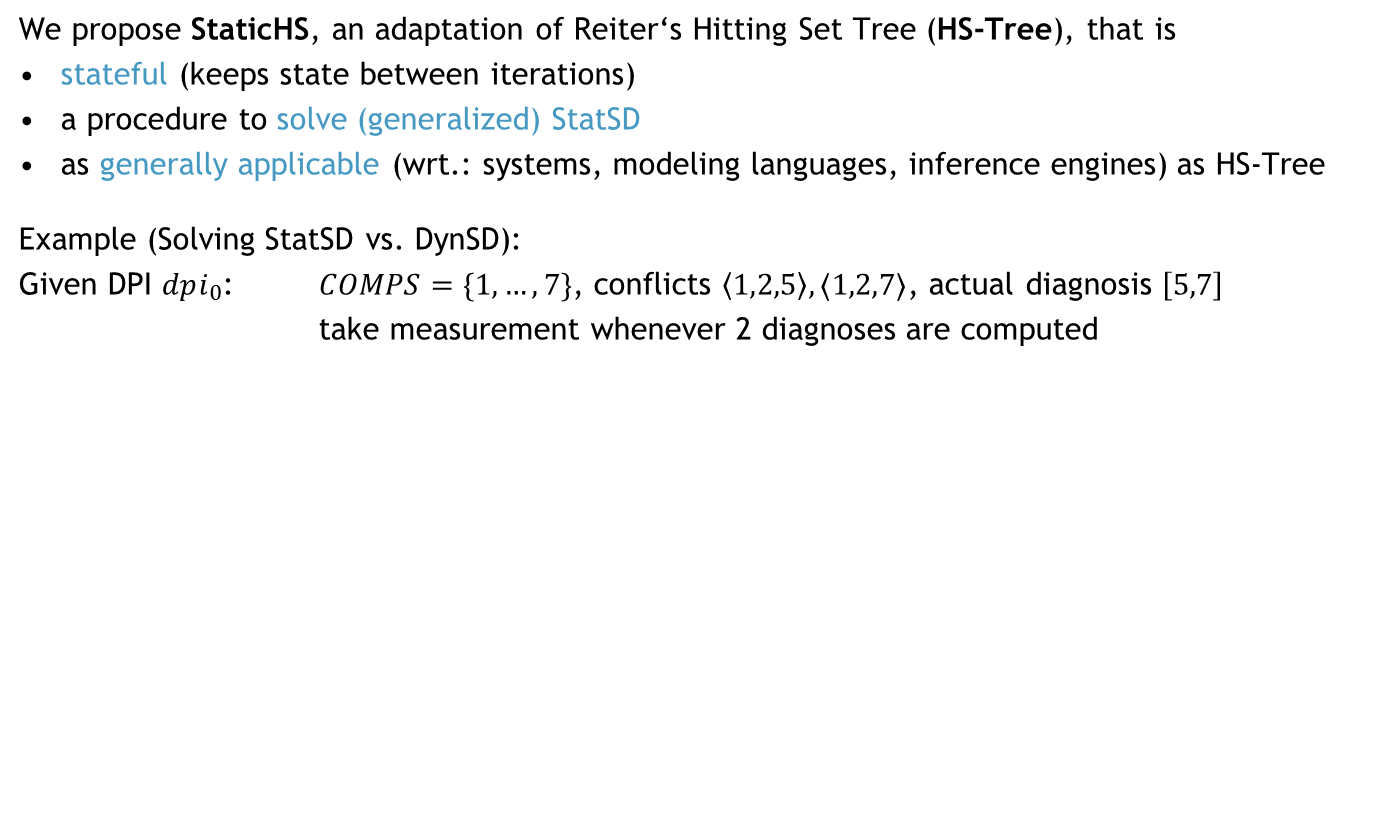 We propose StaticHS, an adaptation of Reiter‘s Hitting Set Tree (HS-Tree), that is
• stateful (keeps state between iterations)
• a procedure to solve (generalized) StatSD
• as generally applicable (wrt.: systems, modeling languages, inference engines) as HS-Tree
Example (Solving StatSD vs. DynSD):
Given DPI 𝑑𝑝𝑖₀: 𝐶𝑂𝑀𝑃𝑆 = {1, … , 7}, conflicts ⟨1,2,5⟩,⟨1,2,7⟩, actual diagnosis [5,7]
take measurement whenever 2 diagnoses are computed